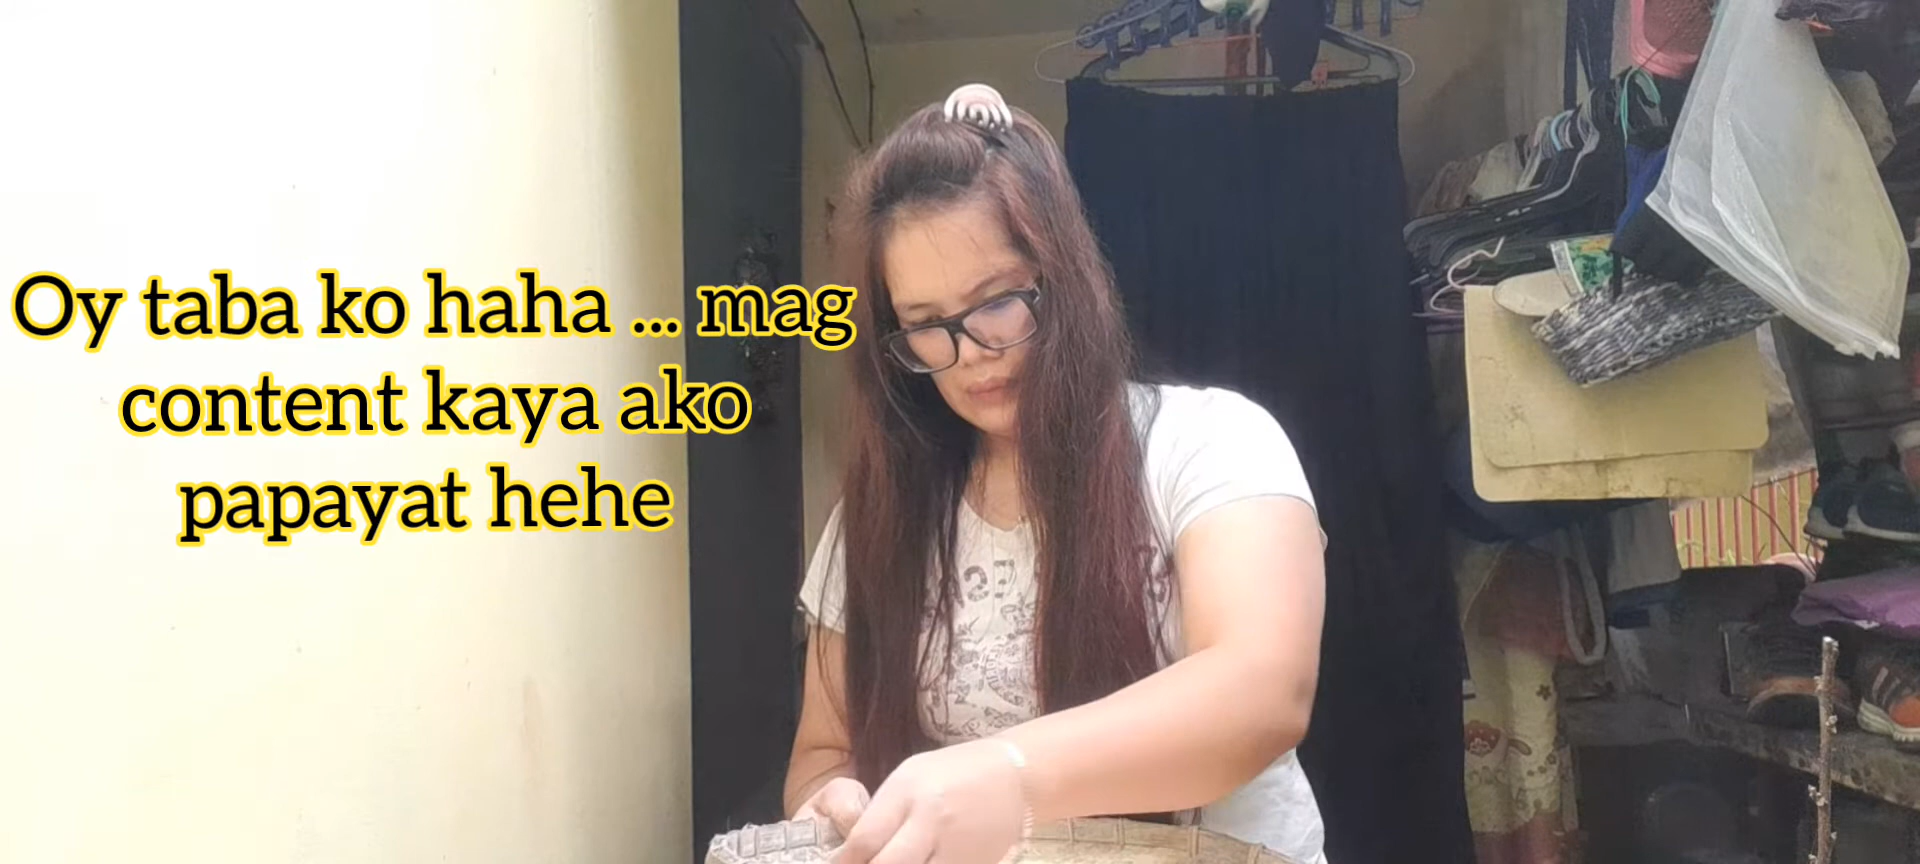 Oy taba ko haha ... mag
content kaya ako
papayat hehe